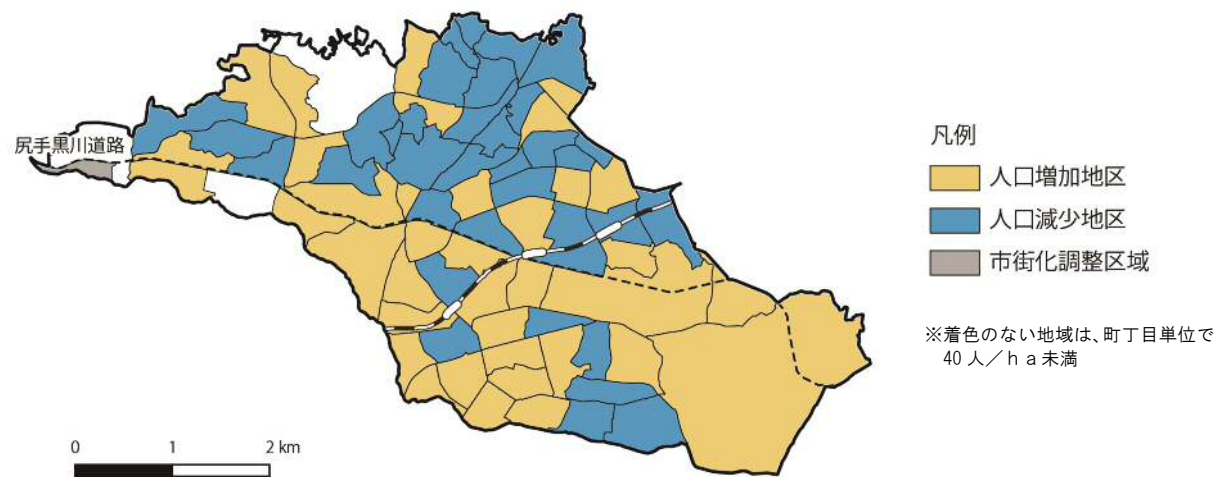 尻手黒川道路
凡例
人口増加地区
人口減少地区
市街化調整区域
※着色のない地域は、町丁目単位で
40人/ha未満
0 1 2 km